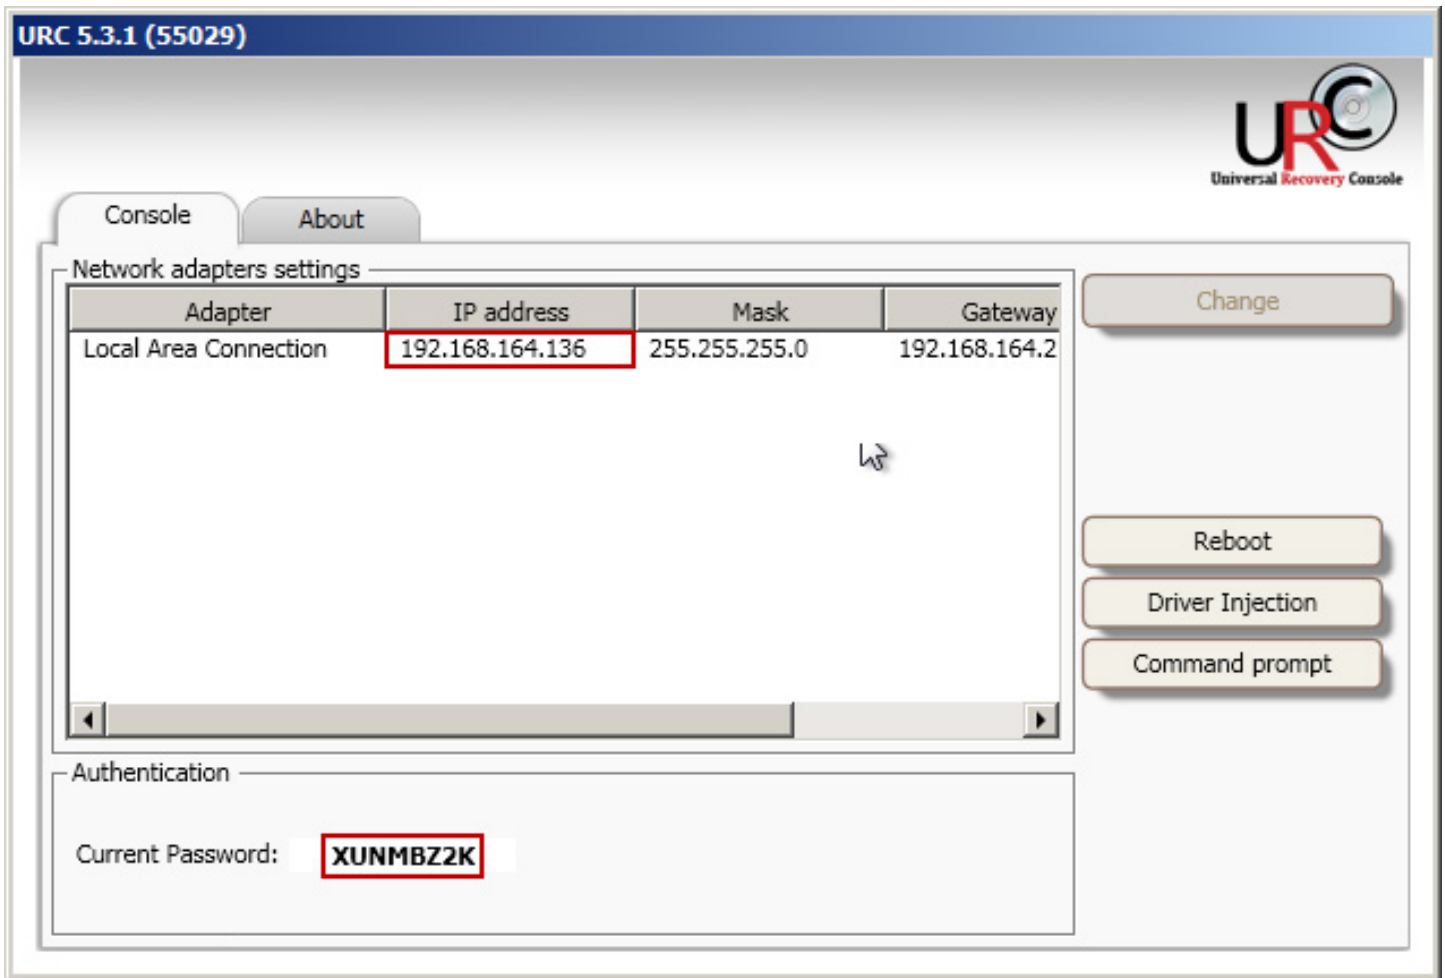 URC 5.3.1 (55029)
URC
Universal Recovery Console
Console
About
Network adapters settings
Adapter IP address Mask Gateway
Local Area Connection 192.168.164.136 255.255.255.0 192.168.164.2
Change
Reboot
Driver Injection
Command prompt
Authentication
Current Password: XUNMBZ2K